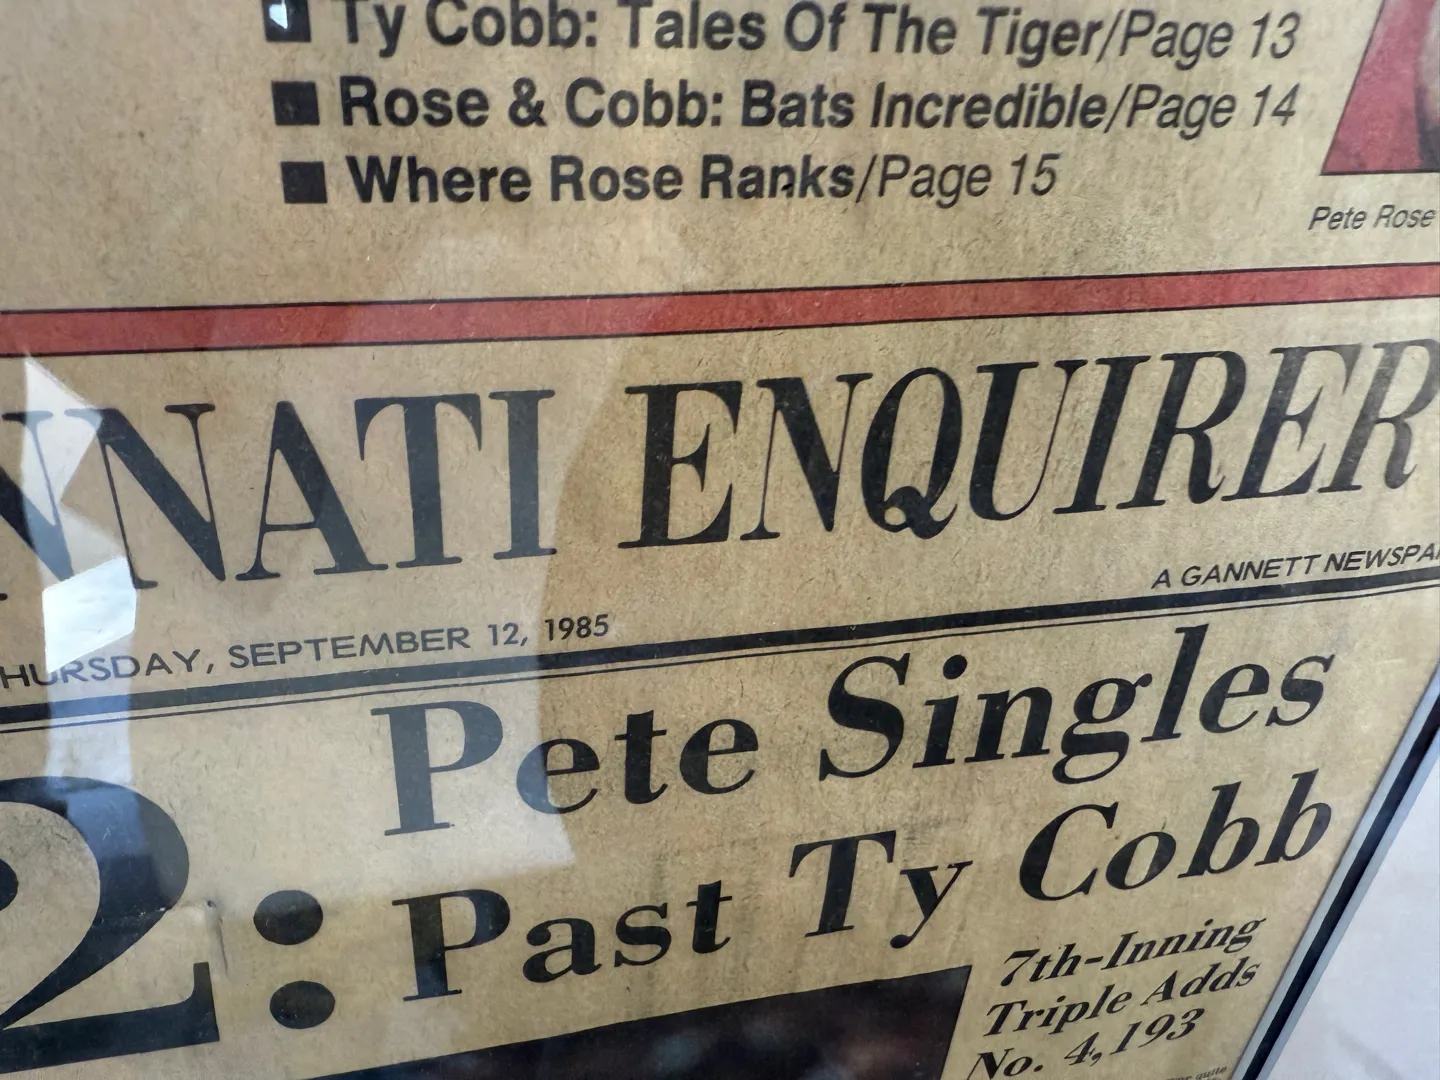 ■ Ty Cobb: Tales Of The Tiger/Page 13
■ Rose & Cobb: Bats Incredible/Page 14
■ Where Rose Ranks/Page 15
Pete Rose
NNATI ENQUIRER
A GANNETT NEWSPA
HURSDAY, SEPTEMBER 12, 1985
2: Pete Singles
Past Ty Cobb
7th-Inning
Triple Adds
No. 4,193